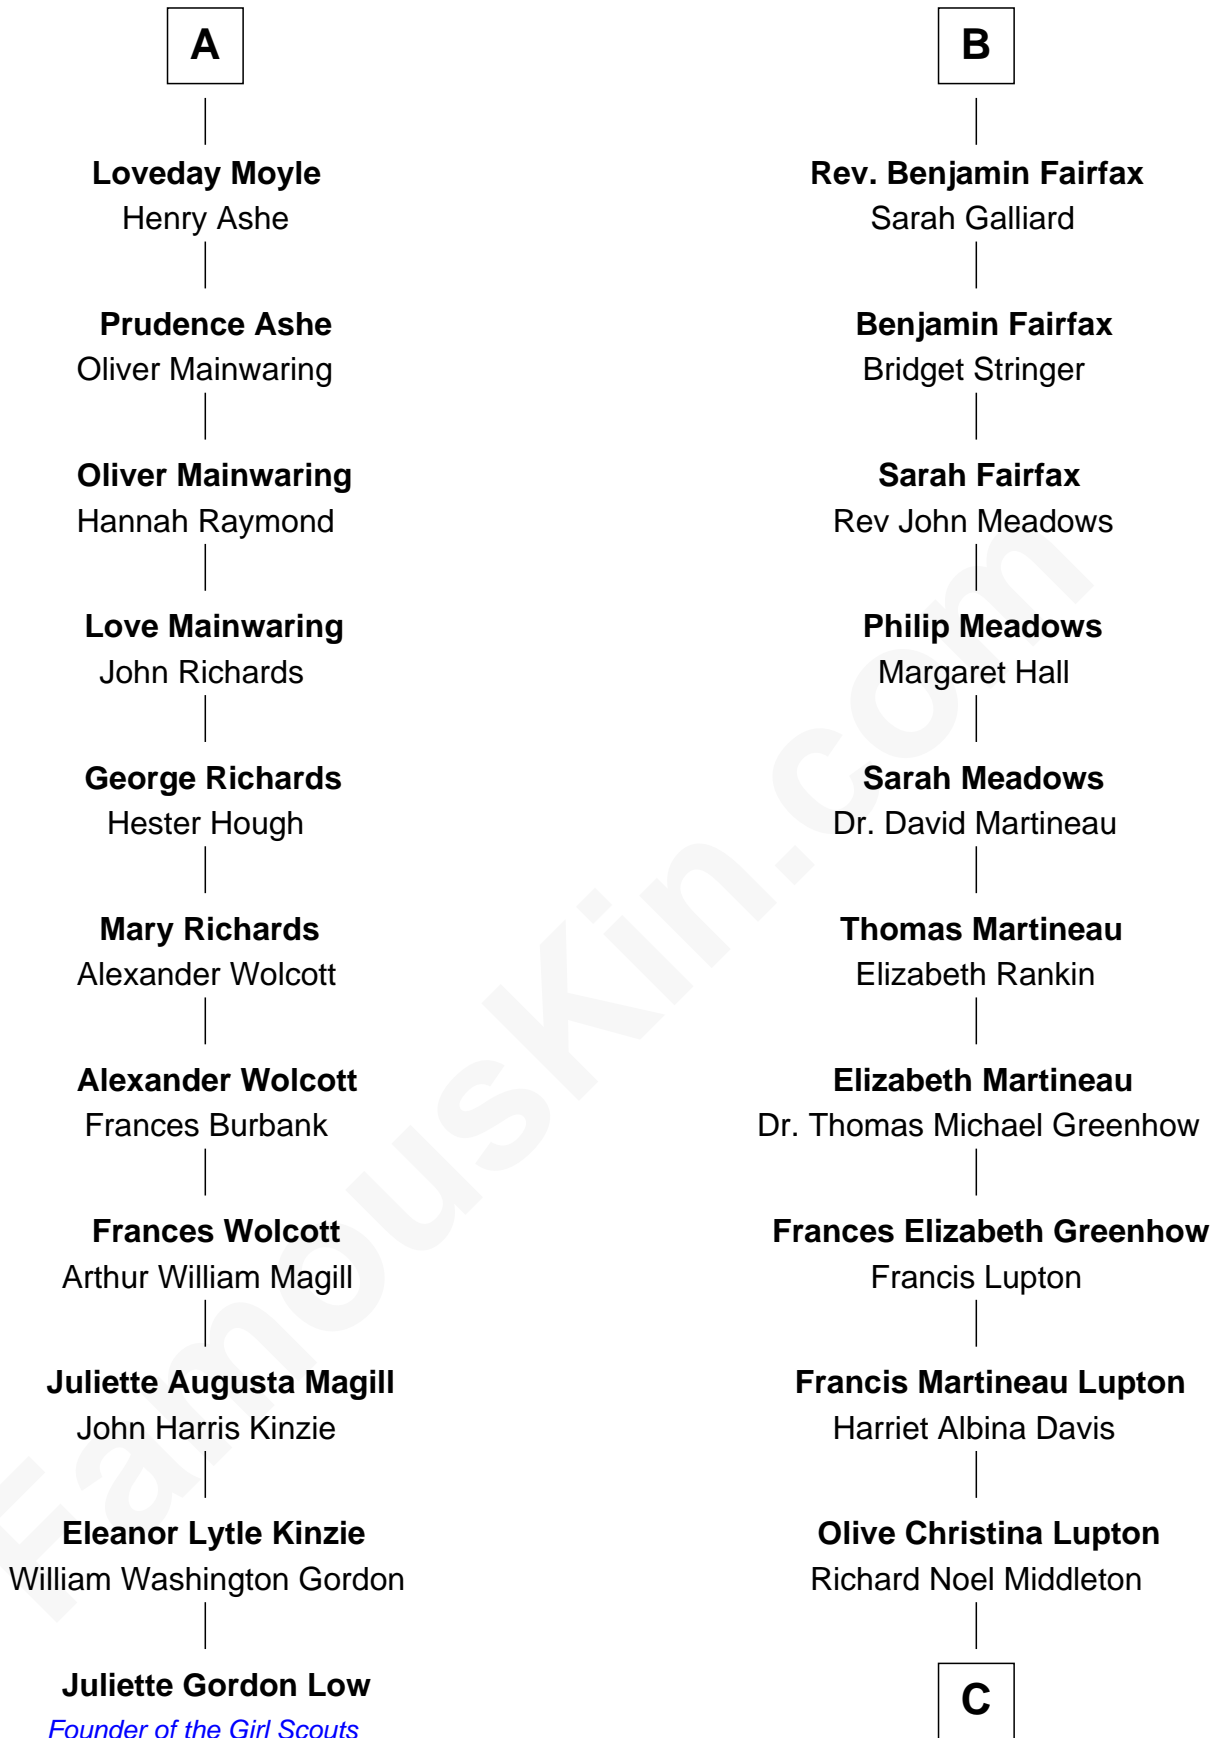 A
Loveday Moyle
Henry Ashe
Prudence Ashe
Oliver Mainwaring
Oliver Mainwaring
Hannah Raymond
Love Mainwaring
John Richards
George Richards
Hester Hough
Mary Richards
Alexander Wolcott
Alexander Wolcott
Frances Burbank
Frances Wolcott
Arthur William Magill
Juliette Augusta Magill
John Harris Kinzie
Eleanor Lytle Kinzie
William Washington Gordon
Juliette Gordon Low
Founder of the Girl Scouts
B
Rev. Benjamin Fairfax
Sarah Galliard
Benjamin Fairfax
Bridget Stringer
Sarah Fairfax
Rev John Meadows
Philip Meadows
Margaret Hall
Sarah Meadows
Dr. David Martineau
Thomas Martineau
Elizabeth Rankin
Elizabeth Martineau
Dr. Thomas Michael Greenhow
Frances Elizabeth Greenhow
Francis Lupton
Francis Martineau Lupton
Harriet Albina Davis
Olive Christina Lupton
Richard Noel Middleton
C
FamousKin.com